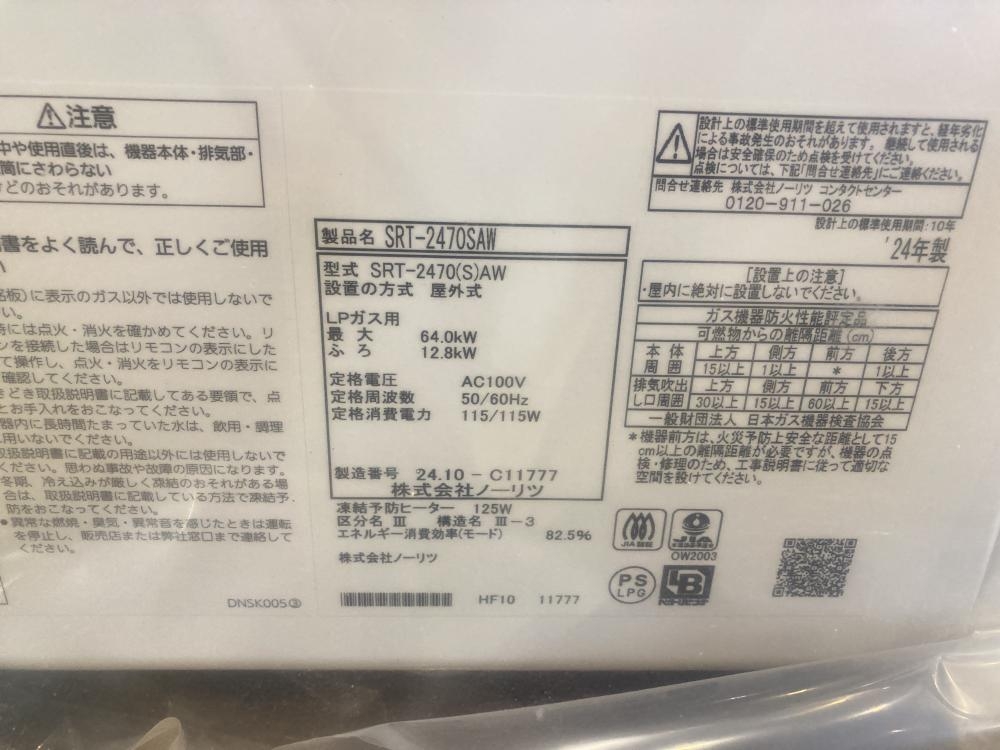 ⚠注意
中や使用直後は、機器本体・排気部・
筒にさわらない
けどのおそれがあります。
書をよく読んで、正しくご使用
板)に表示のガス以外では使用しないで
い。
時には点火・消火を確かめてください。リ
ンを接続した場合はリモコンの表示にした
て操作し、点火・消火をリモコンの表示に
確認してください。
きどき取扱説明書に記載してある要領で、点
とお手入れをおこなってください。
器内に長時間たまっていた水は、飲用・調理
用いないでください。
取扱説明書に記載の用途以外には使用しないで
ください。思わぬ事故や故障の原因になります。
冬期、冷え込みが厳しく凍結のおそれがある場
合は、取扱説明書に記載している方法で凍結予
防をおこなってください。
●異常な燃焼・臭気・異常音を感じたときは運転
を停止し、販売店または弊社窓口まで連絡して
ください。
DNSK005③
製品名 SRT-2470SAW
型式 SRT-2470(S)AW
設置の方式 屋外式
LPガス用
最大 64.0kW
ふろ 12.8kW
定格電圧 AC100V
定格周波数 50/60Hz
定格消費電力 115/115W
製造番号 24.10 - C11777
株式会社ノーリツ
凍結予防ヒーター 125W
区分名 Ⅲ 構造名 Ⅲ-3
エネルギー消費効率(モード) 82.5%
株式会社ノーリツ
HF10 11777
設計上の標準使用期間を超えて使用されますと、経年劣化
による事故発生のおそれがあります。継続して使用される
場合は安全確保のため点検を受けてください。
点検については、下記「問合せ連絡先」にご連絡ください。
問合せ連絡先 株式会社ノーリツ コンタクトセンター
0120-911-026
設計上の標準使用期間:10年
'24年製
[設置上の注意]
・屋内に絶対に設置しないでください。
ガス機器防火性能評定品
可燃物からの離隔距離(cm)
本体周囲 上方 側方 前方 後方
15以上 1以上 * 1以上
排気吹出し口周囲 上方 側方 前方 下方
30以上 15以上 60以上 15以上
一般財団法人 日本ガス機器検査協会
*機器前方は、火災予防上安全な距離として15
cm以上の離隔距離が必要ですが、機器の点
検・修理のため、工事説明書に従って適切な
空間を設けてください。
JIA認証
JIA
OW2003
PS
LPG